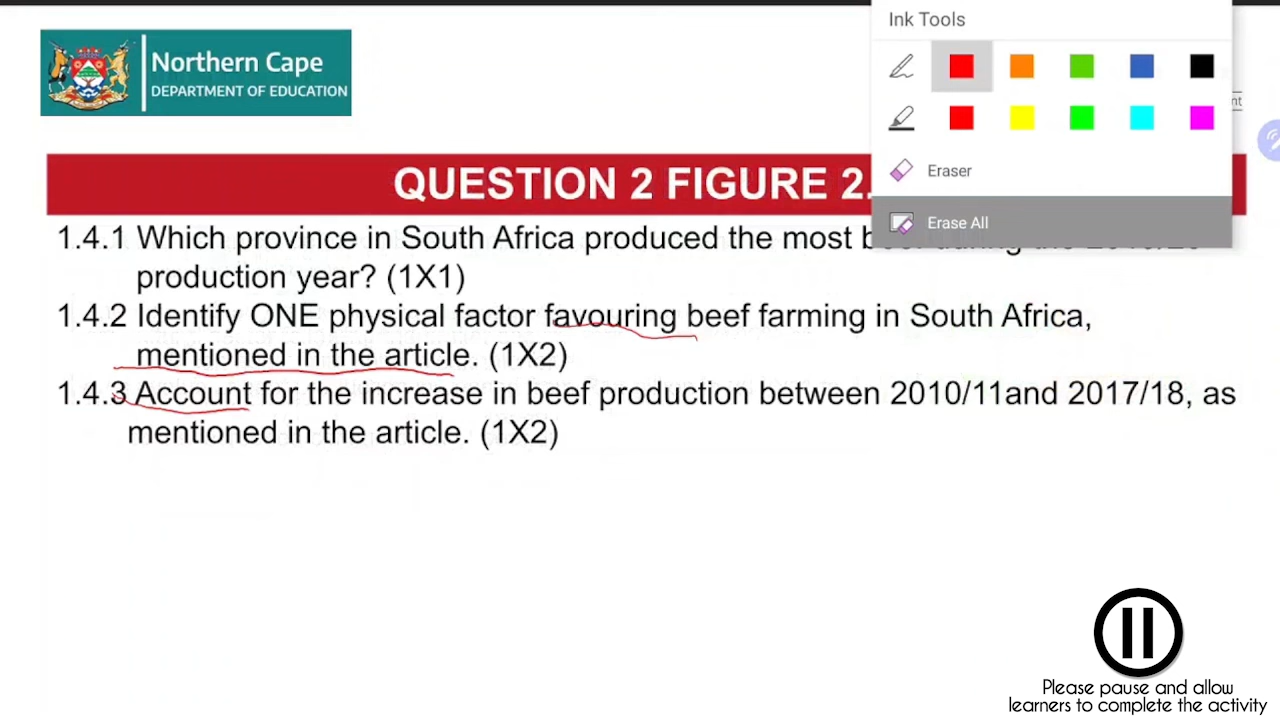 Ink Tools
Northern Cape
DEPARTMENT OF EDUCATION
Eraser
Erase All
QUESTION 2 FIGURE 2.
1.4.1 Which province in South Africa produced the most
production year? (1X1)
1.4.2 Identify ONE physical factor favouring beef farming in South Africa,
mentioned in the article. (1X2)
1.4.3 Account for the increase in beef production between 2010/11and 2017/18, as
mentioned in the article. (1X2)
Please pause and allow
learners to complete the activity